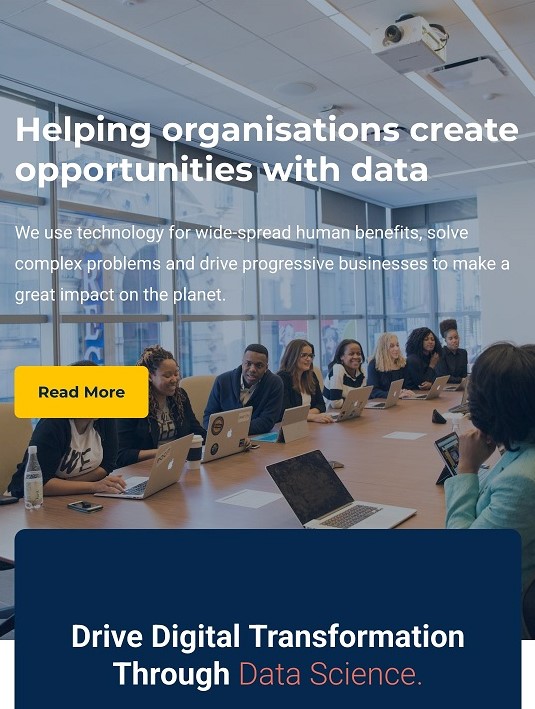 Helping organisations create
opportunities with data
We use technology for wide-spread human benefits, solve
complex problems and drive progressive businesses to make a
great impact on the planet.
Read More
Drive Digital Transformation
Through Data Science.